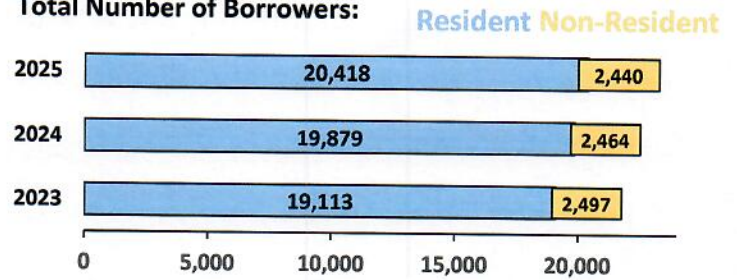 Total Number of Borrowers:
Resident Non-Resident
2025 20,418 2,440
2024 19,879 2,464
2023 19,113 2,497
0 5,000 10,000 15,000 20,000